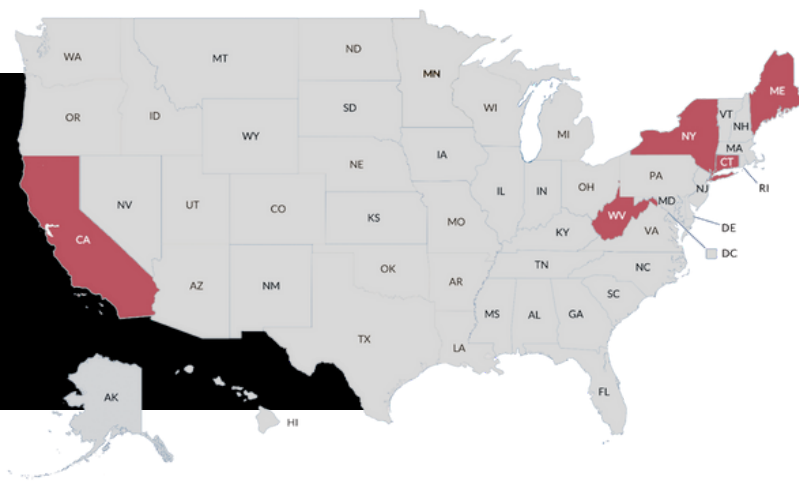 WA
MT
ND
MN
OR
ID
WY
SD
WI
MI
NY
VT
NH
ME
MA
CT
RI
CA
NV
UT
CO
NE
KS
IA
IL
IN
OH
PA
NJ
MO
KY
WV
MD
VA
DE
DC
AZ
NM
OK
AR
TN
NC
SC
TX
LA
MS
AL
GA
FL
AK
HI